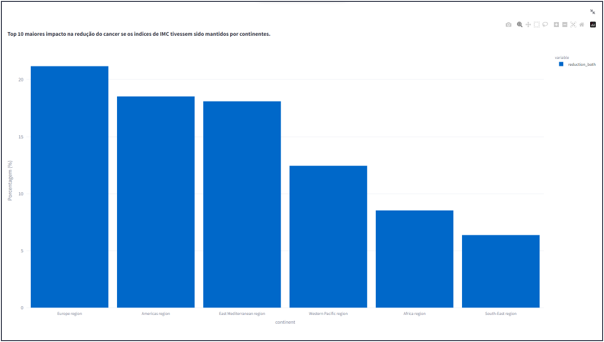 Top 10 maiores impacto na redução do cancer se os indices de IMC tivessem sido mantidos por continentes.
variable
reduction_both
Porcentagem (%)
20
15
10
5
0
Europe region
Americas region
East Mediterranean region
Western Pacific region
Africa region
South-East region
continent